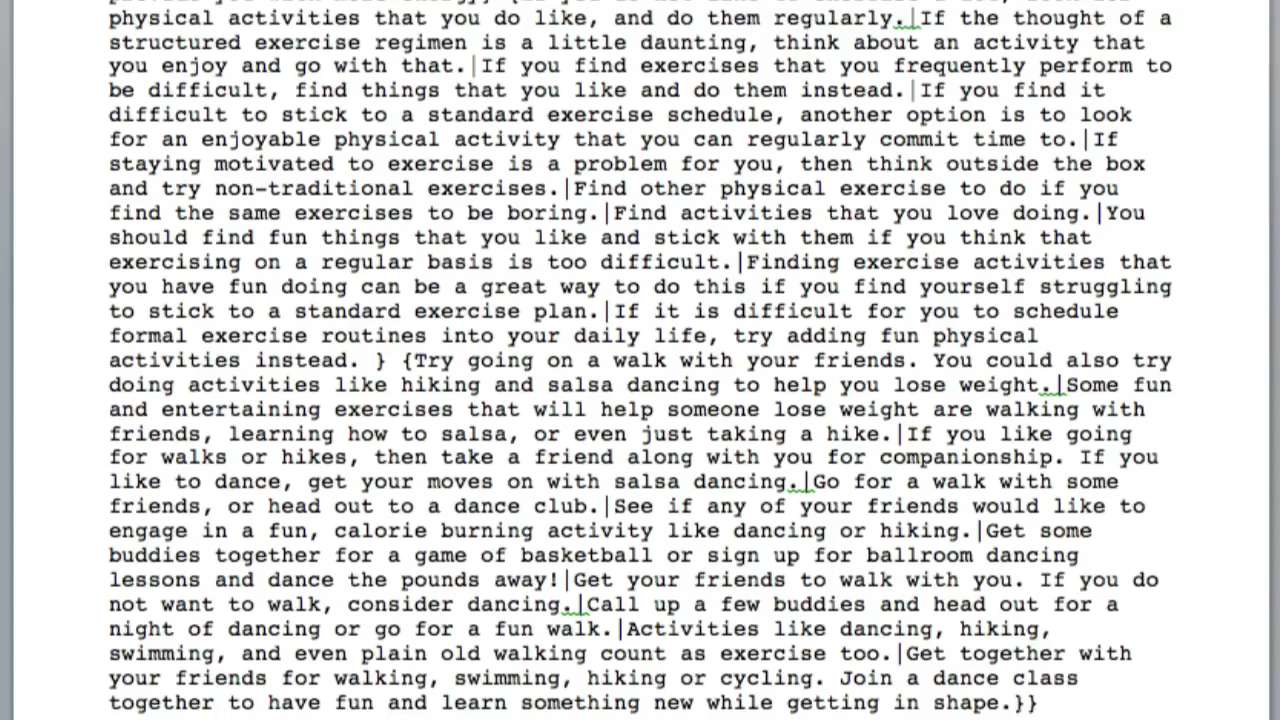 physical activities that you do like, and do them regularly.|If the thought of a
structured exercise regimen is a little daunting, think about an activity that
you enjoy and go with that.|If you find exercises that you frequently perform to
be difficult, find things that you like and do them instead.|If you find it
difficult to stick to a standard exercise schedule, another option is to look
for an enjoyable physical activity that you can regularly commit time to.|If
staying motivated to exercise is a problem for you, then think outside the box
and try non-traditional exercises.|Find other physical exercise to do if you
find the same exercises to be boring.|Find activities that you love doing.|You
should find fun things that you like and stick with them if you think that
exercising on a regular basis is too difficult.|Finding exercise activities that
you have fun doing can be a great way to do this if you find yourself struggling
to stick to a standard exercise plan.|If it is difficult for you to schedule
formal exercise routines into your daily life, try adding fun physical
activities instead. } {Try going on a walk with your friends. You could also try
doing activities like hiking and salsa dancing to help you lose weight.|Some fun
and entertaining exercises that will help someone lose weight are walking with
friends, learning how to salsa, or even just taking a hike.|If you like going
for walks or hikes, then take a friend along with you for companionship. If you
like to dance, get your moves on with salsa dancing.|Go for a walk with some
friends, or head out to a dance club.|See if any of your friends would like to
engage in a fun, calorie burning activity like dancing or hiking.|Get some
buddies together for a game of basketball or sign up for ballroom dancing
lessons and dance the pounds away!|Get your friends to walk with you. If you do
not want to walk, consider dancing.|Call up a few buddies and head out for a
night of dancing or go for a fun walk.|Activities like dancing, hiking,
swimming, and even plain old walking count as exercise too.|Get together with
your friends for walking, swimming, hiking or cycling. Join a dance class
together to have fun and learn something new while getting in shape.}}